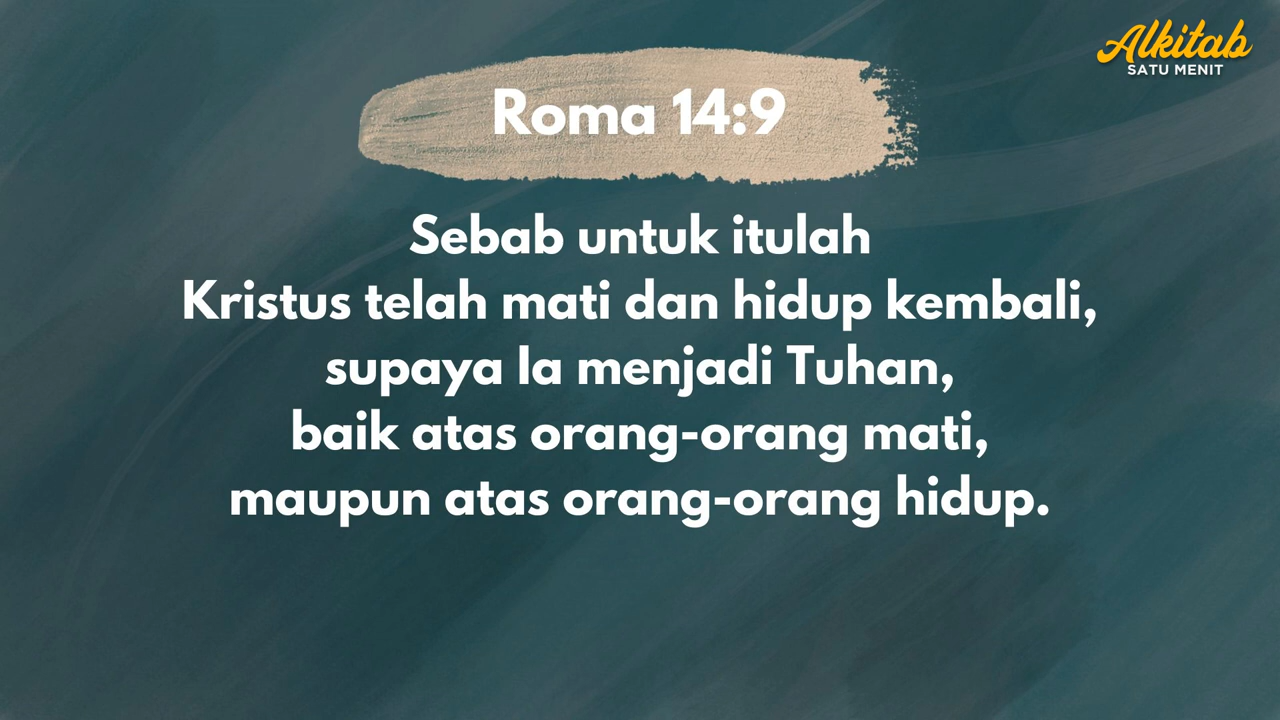 Alkitab
SATU MENIT
Roma 14:9
Sebab untuk itulah
Kristus telah mati dan hidup kembali,
supaya Ia menjadi Tuhan,
baik atas orang-orang mati,
maupun atas orang-orang hidup.